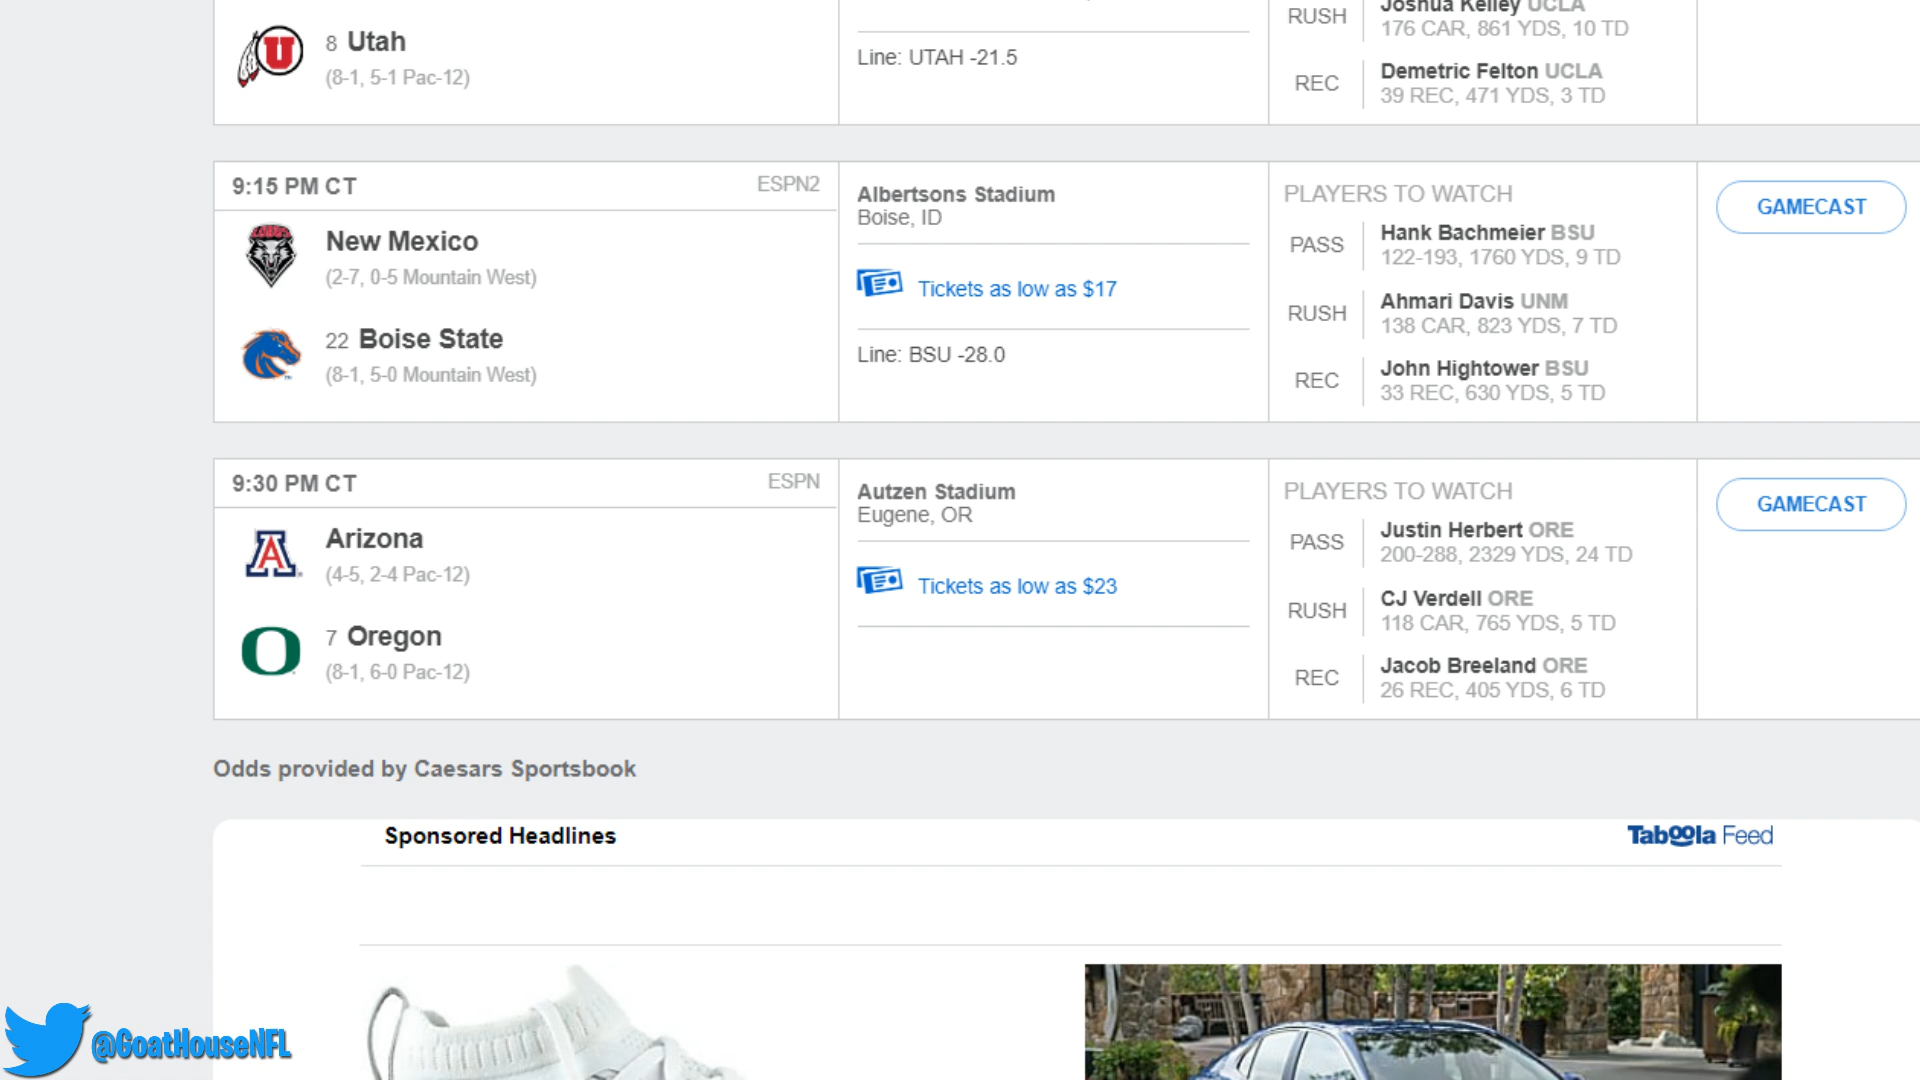 8 Utah
(8-1, 5-1 Pac-12)
Line: UTAH -21.5
RUSH
Joshua Kelley UCLA
176 CAR, 861 YDS, 10 TD
REC
Demetric Felton UCLA
39 REC, 471 YDS, 3 TD
9:15 PM CT
ESPN2
New Mexico
(2-7, 0-5 Mountain West)
22 Boise State
(8-1, 5-0 Mountain West)
Albertsons Stadium
Boise, ID
Tickets as low as $17
Line: BSU -28.0
PLAYERS TO WATCH
PASS
Hank Bachmeier BSU
122-193, 1760 YDS, 9 TD
RUSH
Ahmari Davis UNM
138 CAR, 823 YDS, 7 TD
REC
John Hightower BSU
33 REC, 630 YDS, 5 TD
GAMECAST
9:30 PM CT
ESPN
Arizona
(4-5, 2-4 Pac-12)
7 Oregon
(8-1, 6-0 Pac-12)
Autzen Stadium
Eugene, OR
Tickets as low as $23
PLAYERS TO WATCH
PASS
Justin Herbert ORE
200-288, 2329 YDS, 24 TD
RUSH
CJ Verdell ORE
118 CAR, 765 YDS, 5 TD
REC
Jacob Breeland ORE
26 REC, 405 YDS, 6 TD
GAMECAST
Odds provided by Caesars Sportsbook
Sponsored Headlines
Taboola Feed
@GoatHouseNFL